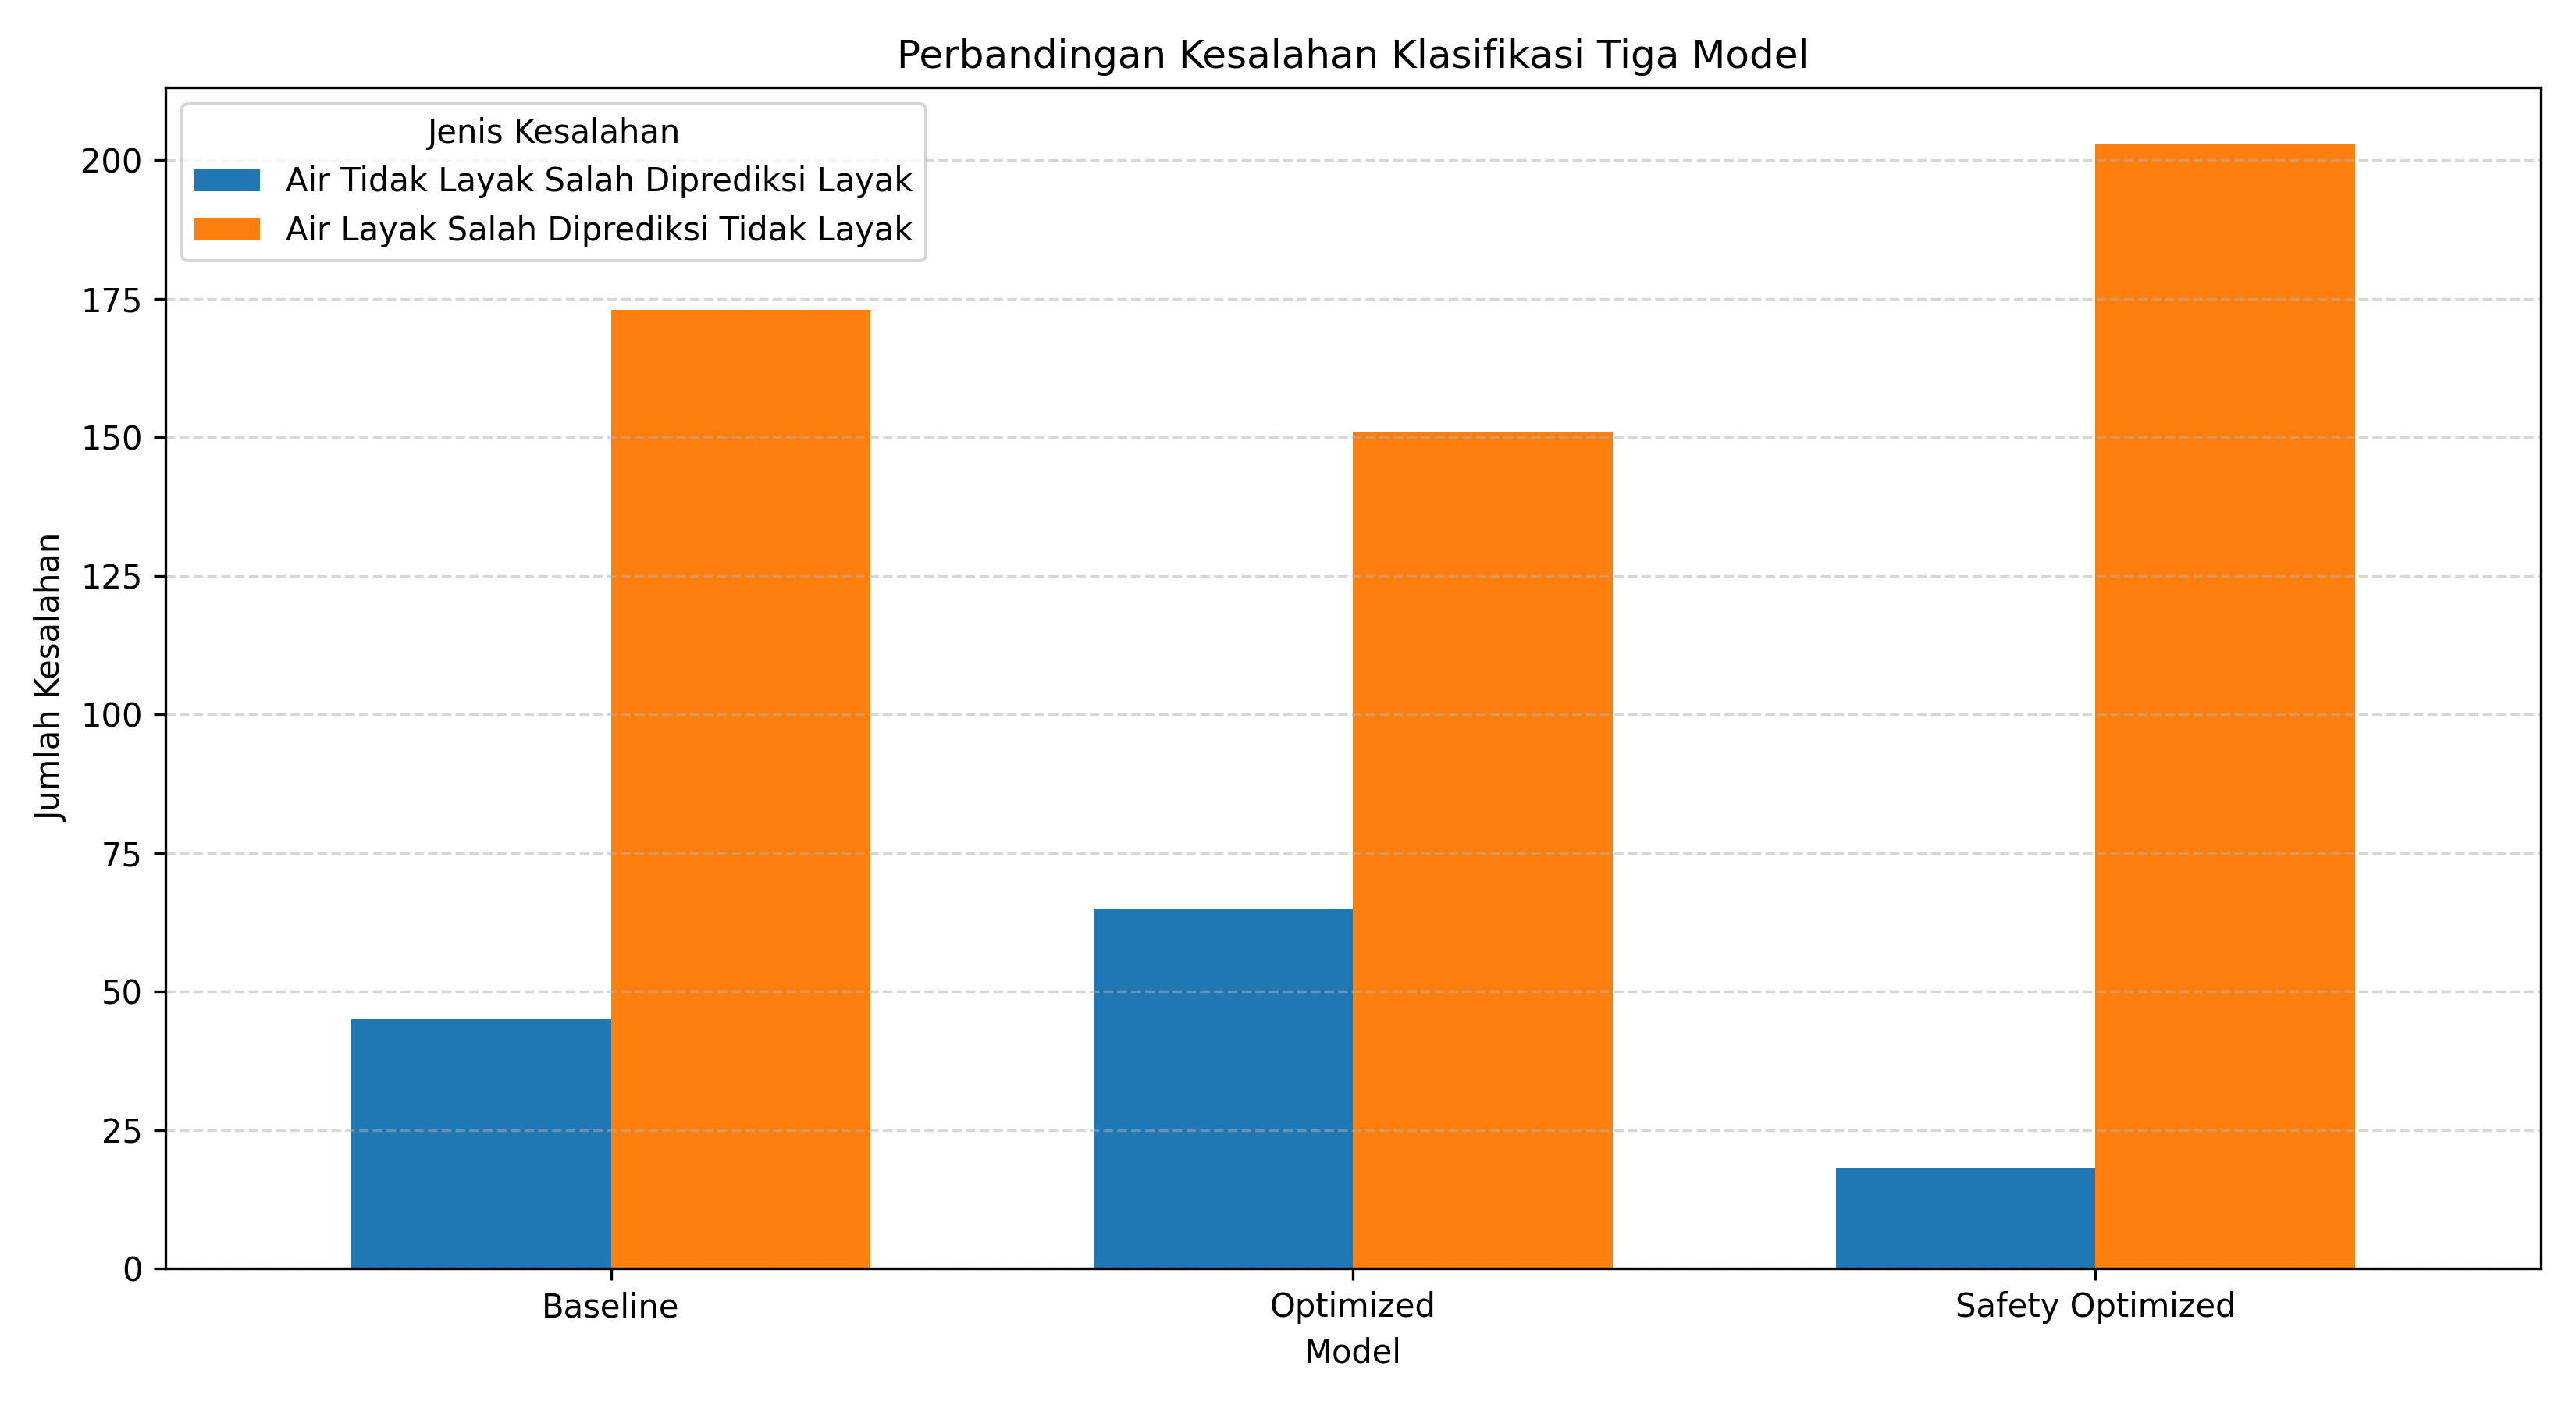 Perbandingan Kesalahan Klasifikasi Tiga Model
Jenis Kesalahan
Air Tidak Layak Salah Diprediksi Layak
Air Layak Salah Diprediksi Tidak Layak
Jumlah Kesalahan
200
175
150
125
100
75
50
25
0
Baseline
Optimized
Safety Optimized
Model